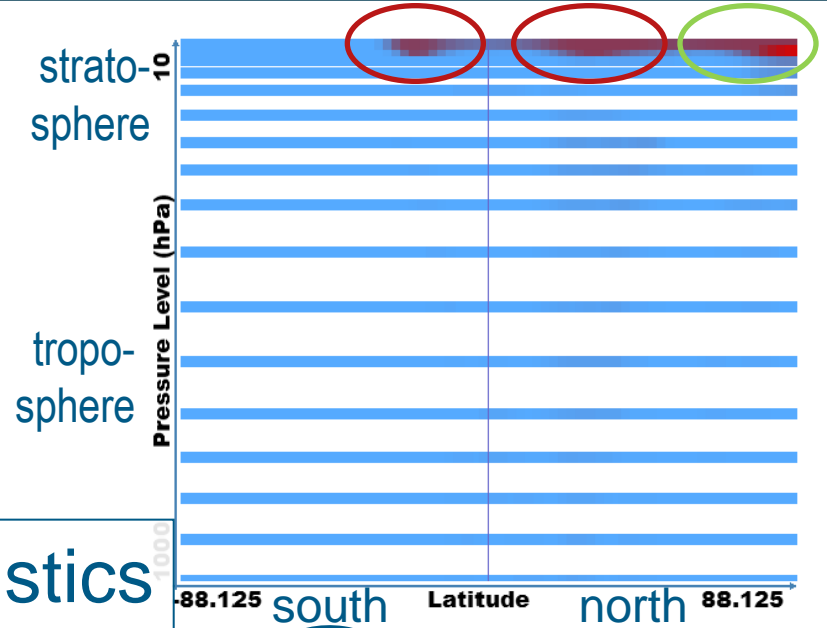 strato-
sphere
10
Pressure Level (hPa)
tropo-
sphere
1000
stics
-88.125
south
Latitude
north
88.125